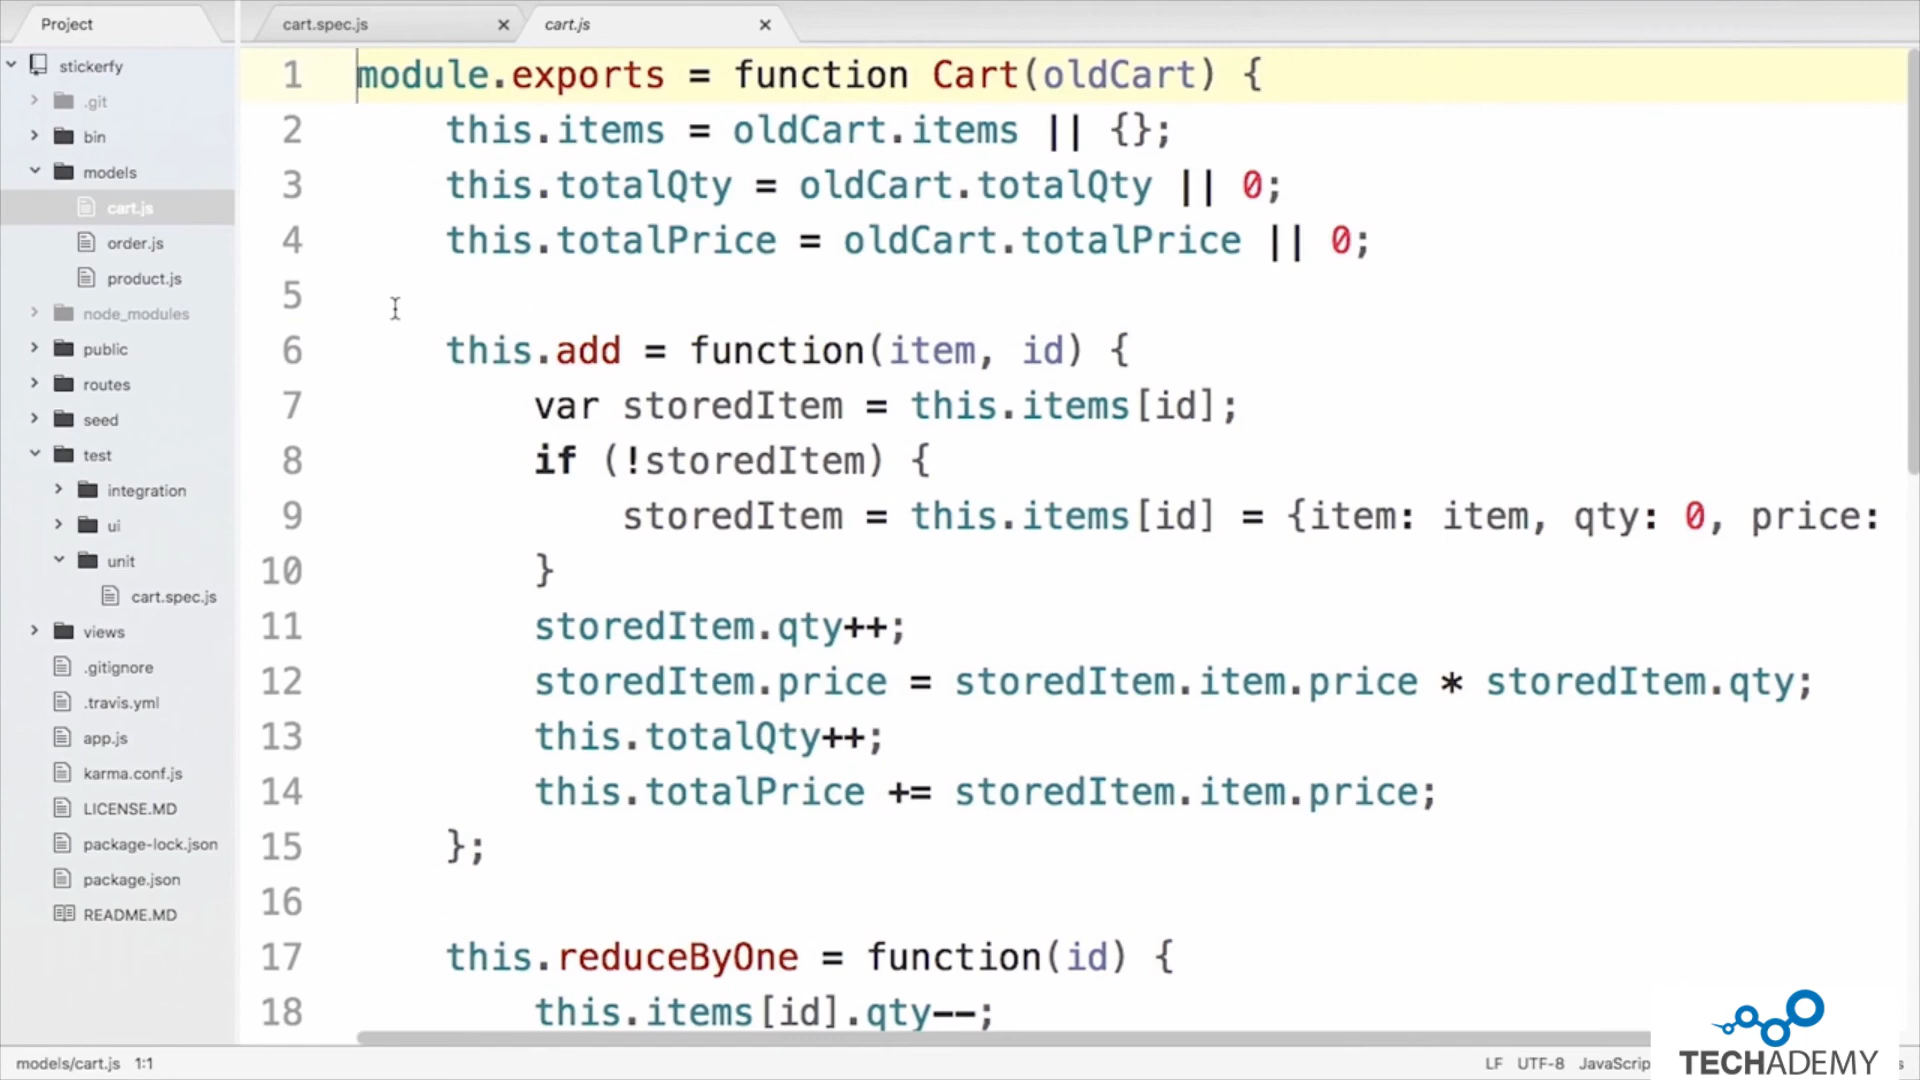 Project
stickerfy
.git
bin
models
cart.js
order.js
product.js
node_modules
public
routes
seed
test
integration
ui
unit
cart.spec.js
views
.gitignore
.travis.yml
app.js
karma.conf.js
LICENSE.MD
package-lock.json
package.json
README.MD
cart.spec.js
cart.js
1 module.exports = function Cart(oldCart) {
2 this.items = oldCart.items || {};
3 this.totalQty = oldCart.totalQty || 0;
4 this.totalPrice = oldCart.totalPrice || 0;
5
6 this.add = function(item, id) {
7 var storedItem = this.items[id];
8 if (!storedItem) {
9 storedItem = this.items[id] = {item: item, qty: 0, price:
10 }
11 storedItem.qty++;
12 storedItem.price = storedItem.item.price * storedItem.qty;
13 this.totalQty++;
14 this.totalPrice += storedItem.item.price;
15 };
16
17 this.reduceByOne = function(id) {
18 this.items[id].qty--;
models/cart.js 1:1
LF UTF-8 JavaScrip
TECHADEMY